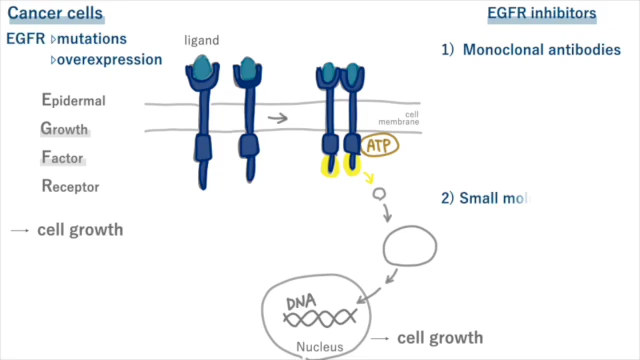 Cancer cells
EGFR ▷mutations
▷overexpression
Epidermal
Growth
Factor
Receptor
→ cell growth
ligand
cell
membrane
ATP
DNA
Nucleus
→ cell growth
EGFR inhibitors
1) Monoclonal antibodies
2) Small mol